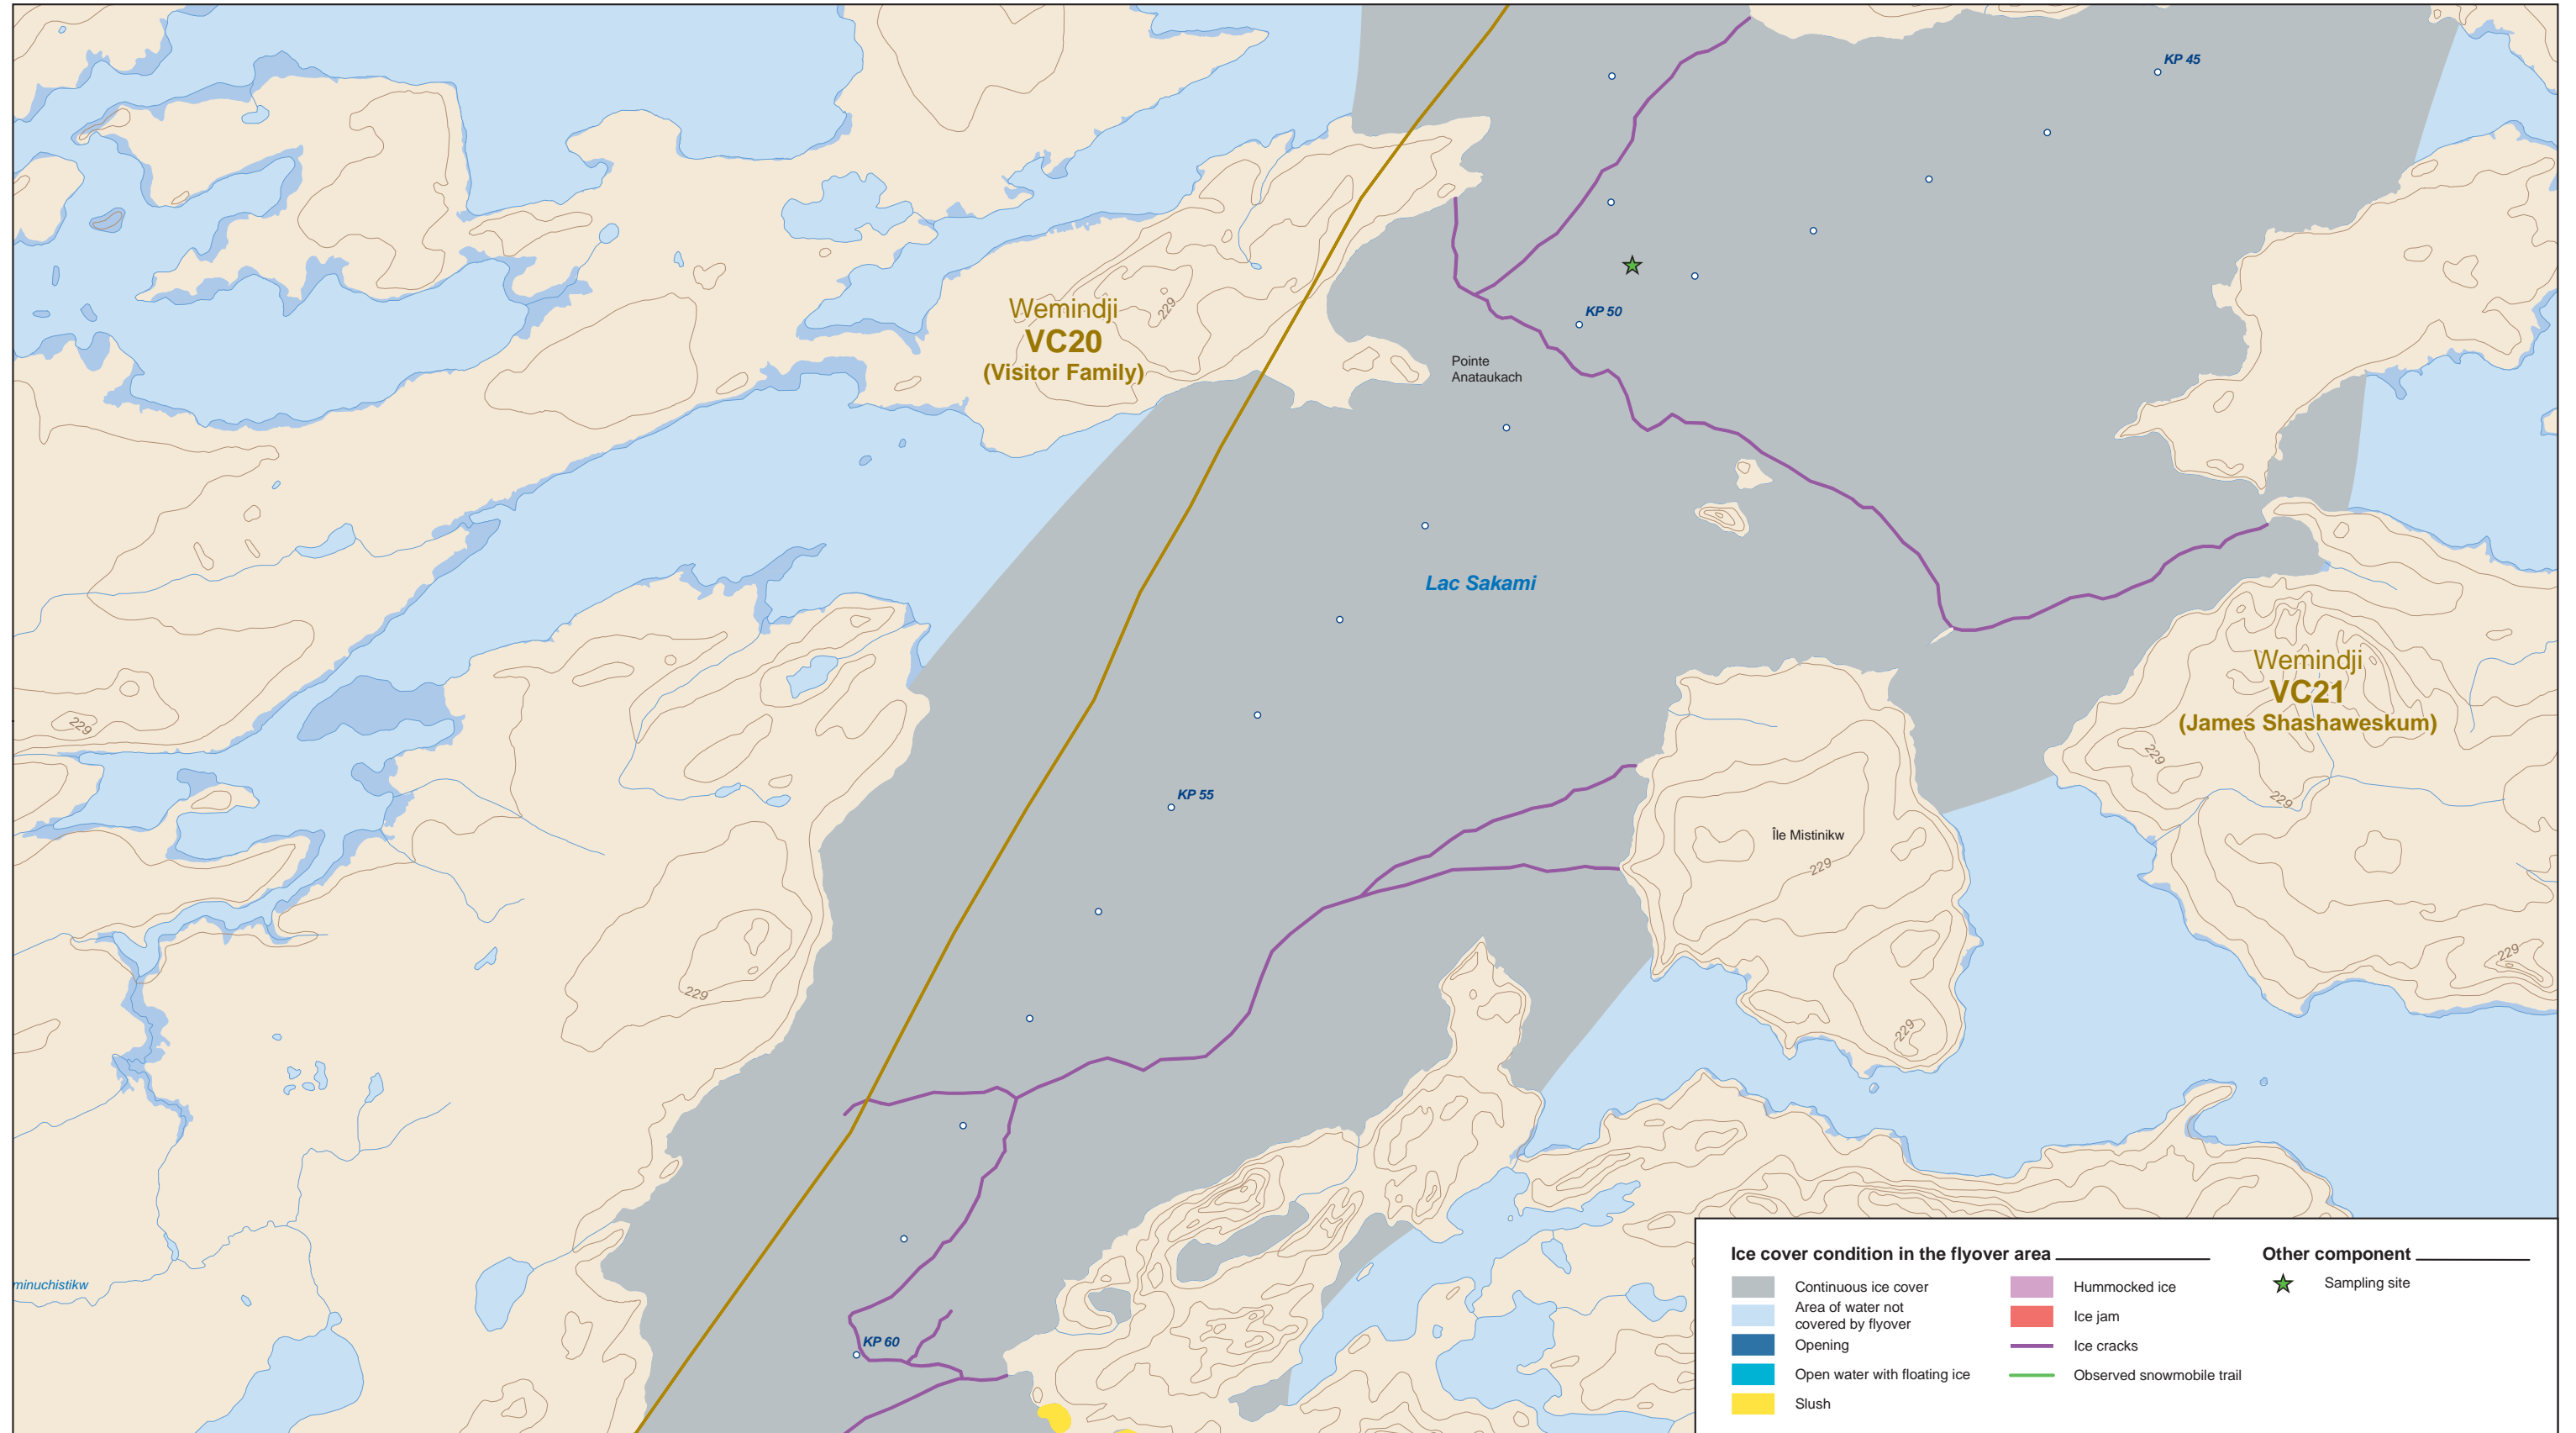 KP 45
Wemindji
VC20
(Visitor Family)
229
KP 50
Pointe
Anataukach
Lac Sakami
Wemindji
VC21
(James Shashaweskum)
229
229
229
KP 55
Île Mistinikw
229
229
229
229
KP 60
minuchistikw
Ice cover condition in the flyover area
Other component
Continuous ice cover
Area of water not
covered by flyover
Opening
Open water with floating ice
Slush
Hummocked ice
Ice jam
Ice cracks
Observed snowmobile trail
Sampling site